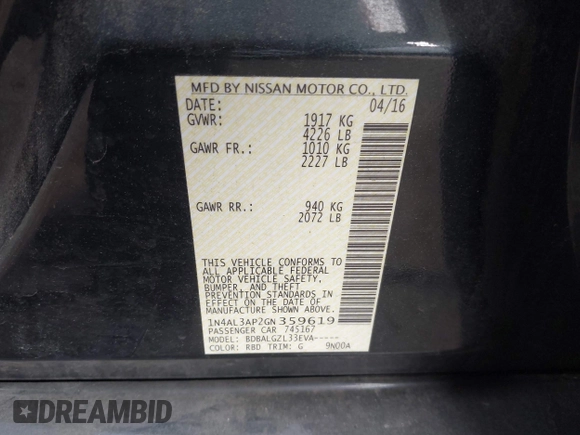 MFD BY NISSAN MOTOR CO., LTD.
DATE: 04/16
GVWR: 1917 KG
4226 LB
GAWR FR.: 1010 KG
2227 LB
GAWR RR.: 940 KG
2072 LB
THIS VEHICLE CONFORMS TO
ALL APPLICABLE FEDERAL
MOTOR VEHICLE SAFETY,
BUMPER, AND THEFT
PREVENTION STANDARDS IN
EFFECT ON THE DATE OF
MANUFACTURE SHOWN ABOVE.
1N4AL3AP2GN359619
PASSENGER CAR 745167
MODEL: BDBALGZL33EVA-----
COLOR: RBD TRIM: G 9N00A
DREAMBID